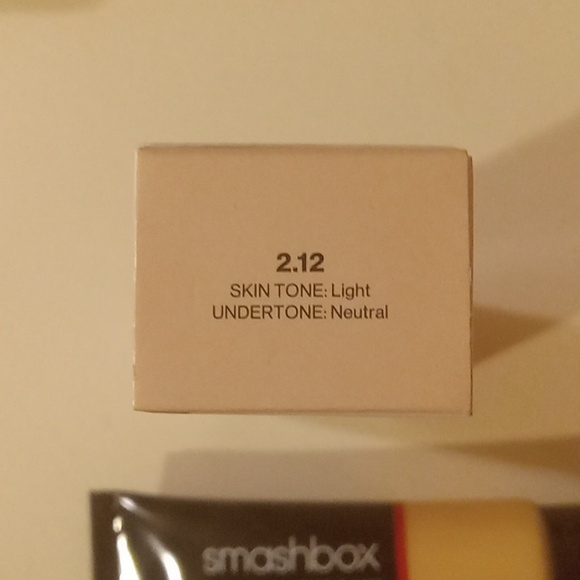 2.12
SKIN TONE: Light
UNDERTONE: Neutral
smashbox